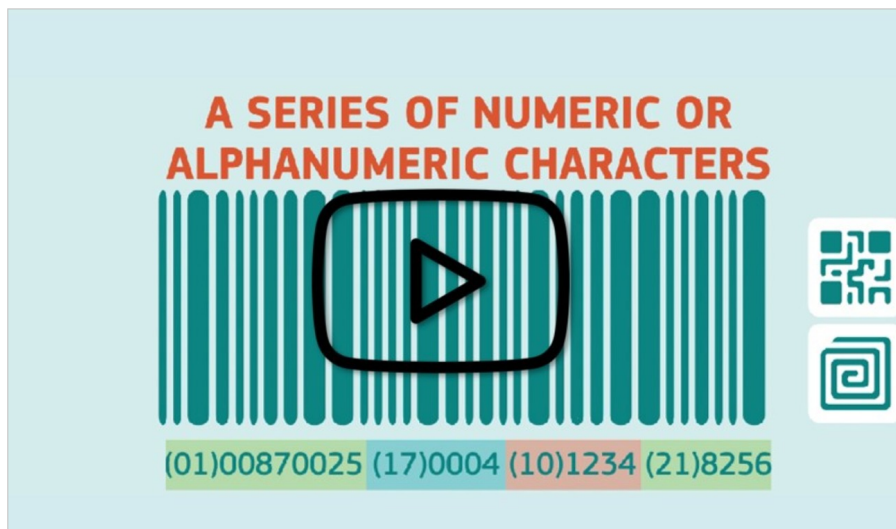 A SERIES OF NUMERIC OR
ALPHANUMERIC CHARACTERS
(01)00870025 (17)0004 (10)1234 (21)8256